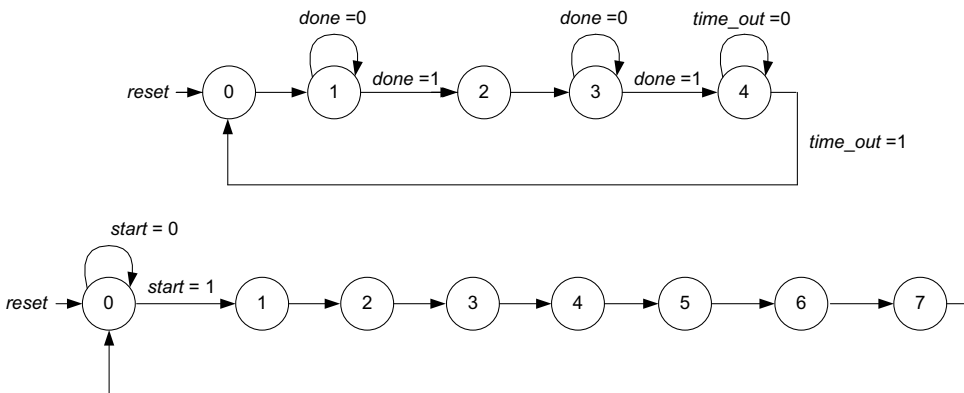 done =0
done =0
time_out =0
reset
0
1
done =1
2
3
done =1
4
time_out =1
start = 0
reset
0
start = 1
1
2
3
4
5
6
7